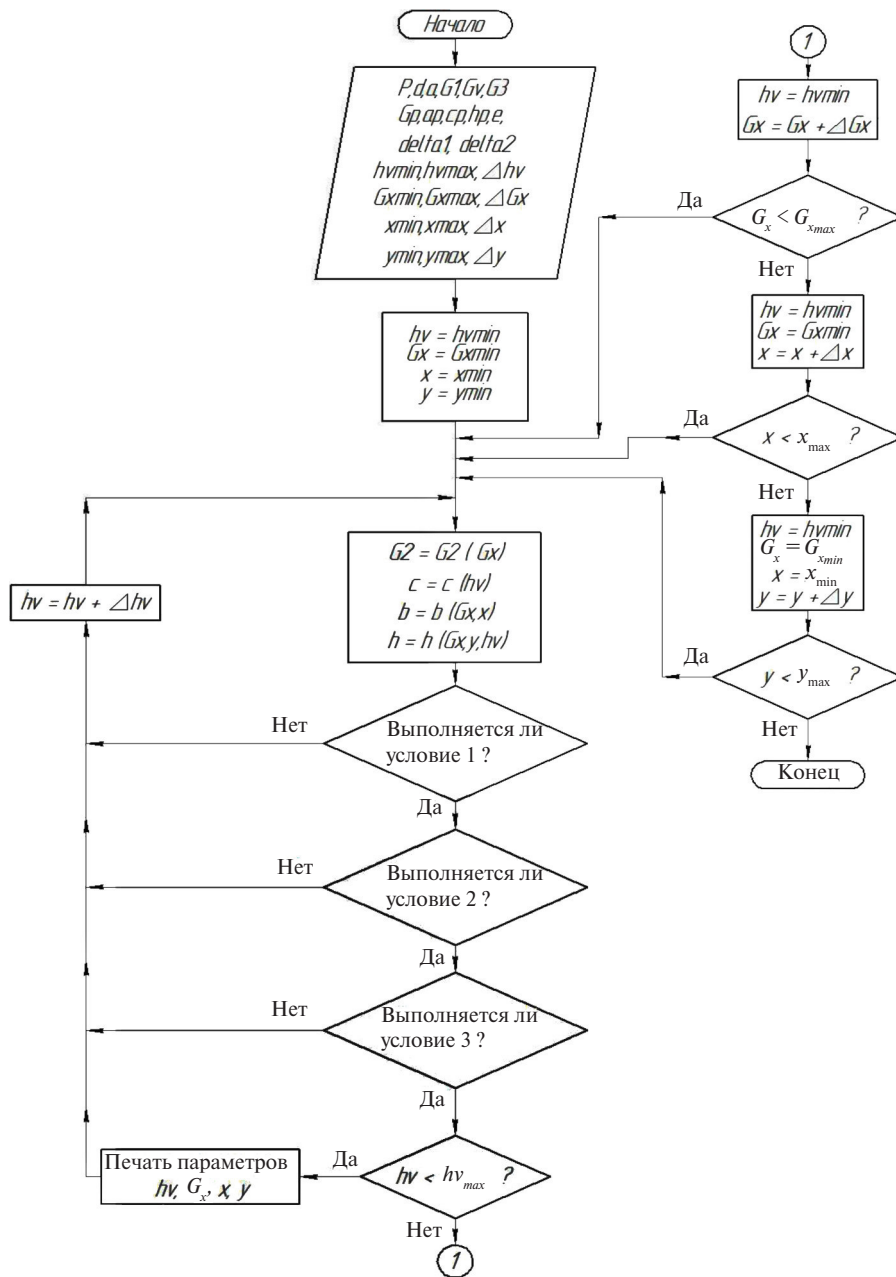 Начало
P,d,a,G1,Gv,G3
Gp,ap,cp,hp,e,
delta1, delta2
hvmin,hvmax, △hv
Gxmin,Gxmax, △Gx
xmin,xmax, △x
ymin,ymax, △y
hv = hvmin
Gx = Gxmin
x = xmin
y = ymin
G2 = G2 ( Gx)
c = c (hv)
b = b (Gx,x)
h = h (Gx,y,hv)
hv = hv + △hv
Выполняется ли
условие 1 ?
Нет
Да
Выполняется ли
условие 2 ?
Нет
Да
Выполняется ли
условие 3 ?
Нет
Да
hv < hv max ?
Да
Печать параметров
hv, Gx, x, y
Нет
1
1
hv = hvmin
Gx = Gx + △Gx
Gx < Gxmax ?
Да
Нет
hv = hvmin
Gx = Gxmin
x = x + △x
x < xmax ?
Да
Нет
hv = hvmin
Gx = Gxmin
x = xmin
y = y + △y
y < ymax ?
Да
Нет
Конец